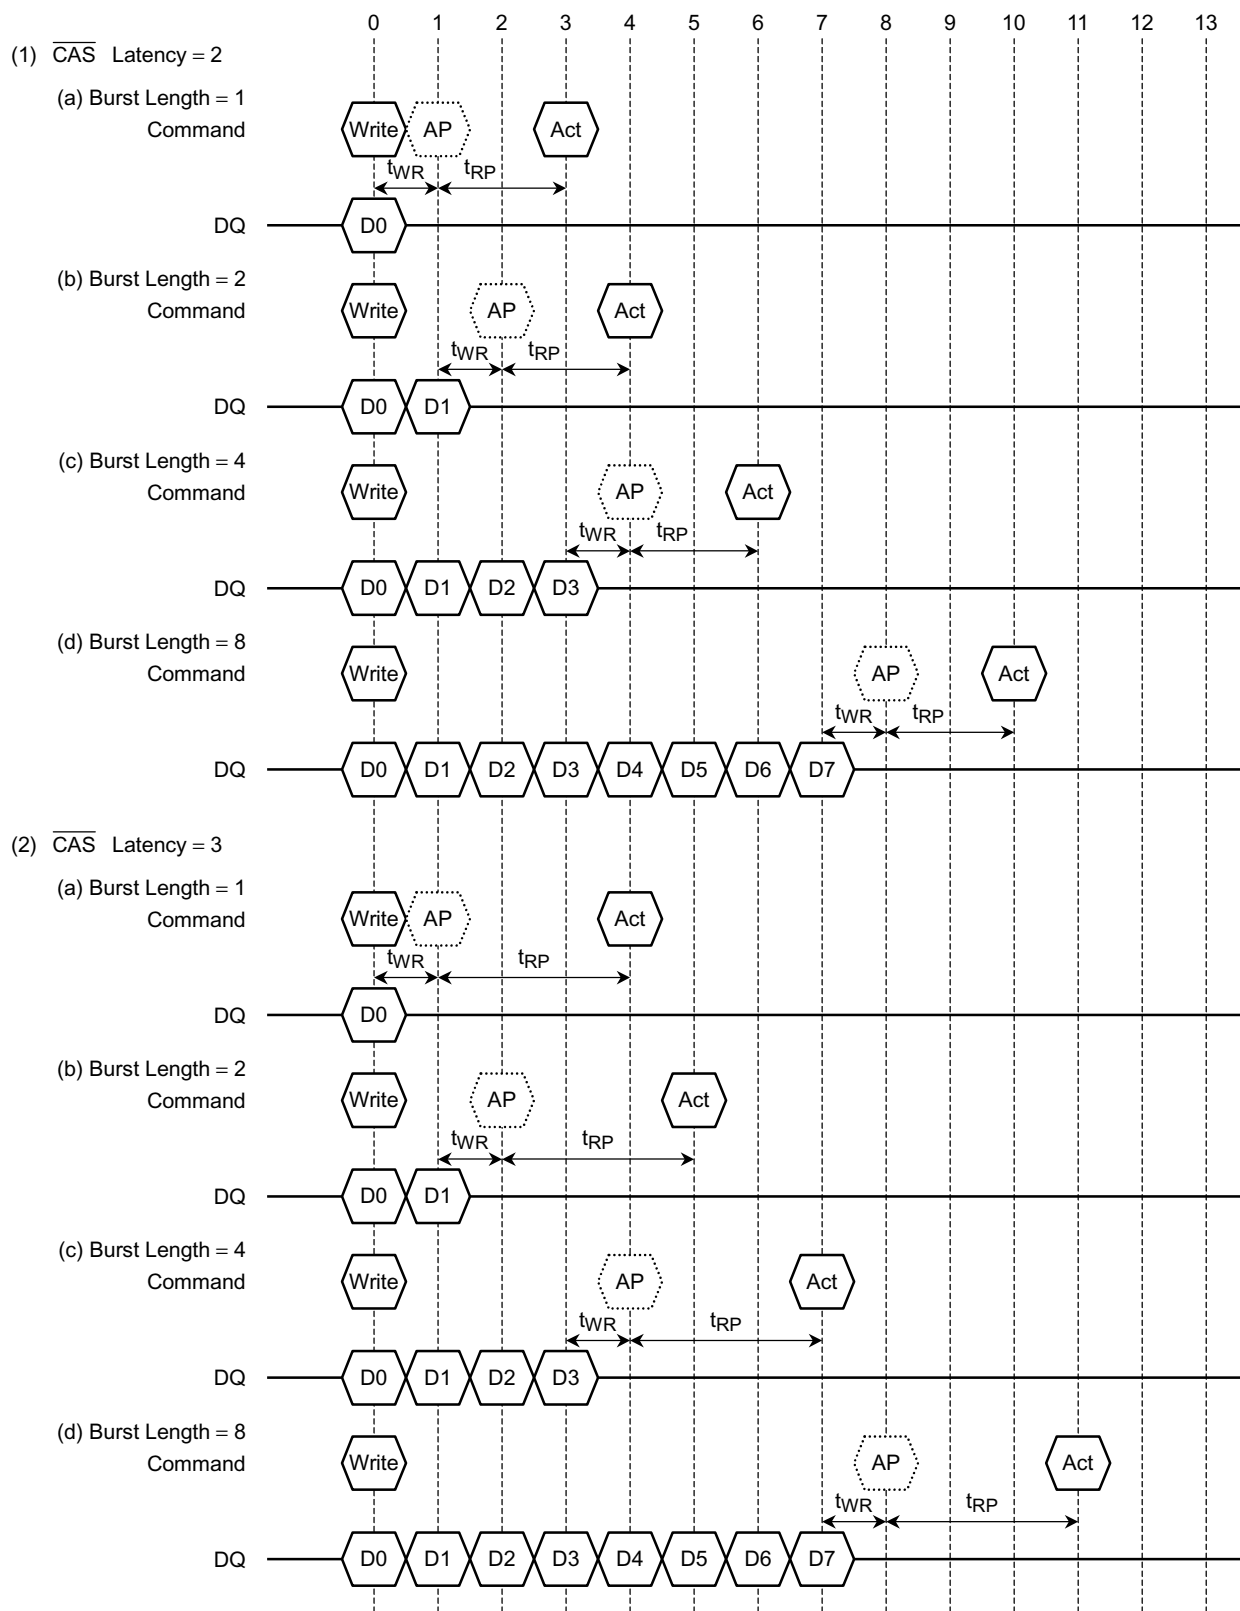 0 1 2 3 4 5 6 7 8 9 10 11 12 13
(1) CAS Latency = 2
(a) Burst Length = 1
Command Write AP Act
tWR tRP
DQ D0
(b) Burst Length = 2
Command Write AP Act
tWR tRP
DQ D0 D1
(c) Burst Length = 4
Command Write AP Act
tWR tRP
DQ D0 D1 D2 D3
(d) Burst Length = 8
Command Write AP Act
tWR tRP
DQ D0 D1 D2 D3 D4 D5 D6 D7
(2) CAS Latency = 3
(a) Burst Length = 1
Command Write AP Act
tWR tRP
DQ D0
(b) Burst Length = 2
Command Write AP Act
tWR tRP
DQ D0 D1
(c) Burst Length = 4
Command Write AP Act
tWR tRP
DQ D0 D1 D2 D3
(d) Burst Length = 8
Command Write AP Act
tWR tRP
DQ D0 D1 D2 D3 D4 D5 D6 D7